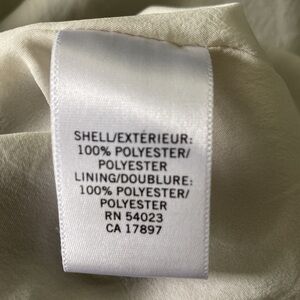 SHELL/EXTÉRIEUR:
100% POLYESTER/
POLYESTER
LINING/DOUBLURE:
100% POLYESTER/
POLYESTER
RN 54023
CA 17897